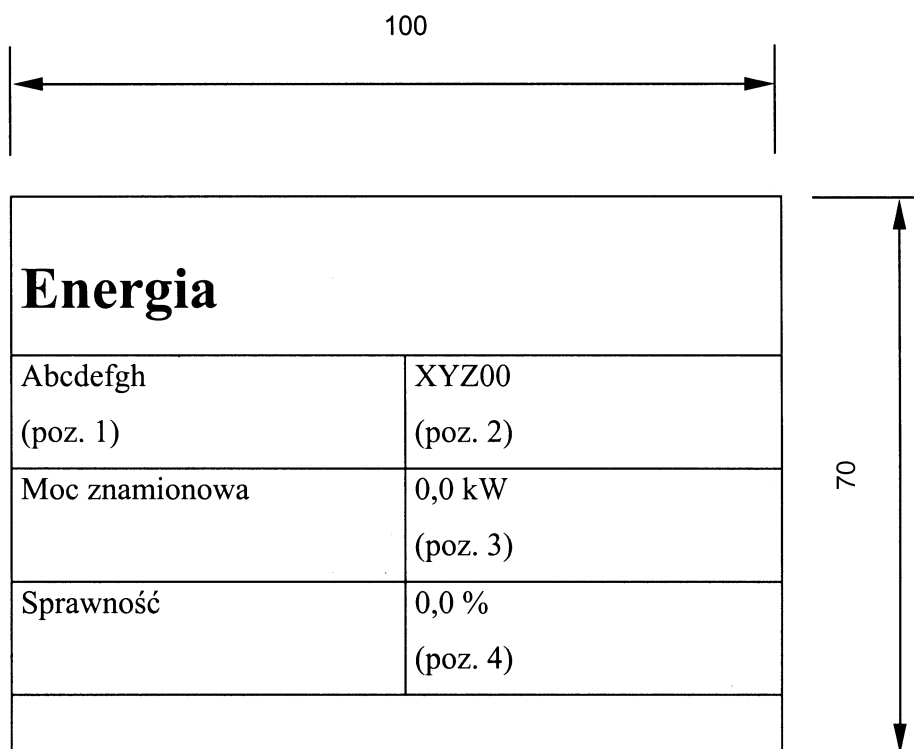 100
Energia
Abcdefgh
XYZ00
(poz. 1)
(poz. 2)
Moc znamionowa
0,0 kW
(poz. 3)
70
Sprawność
0,0 %
(poz. 4)